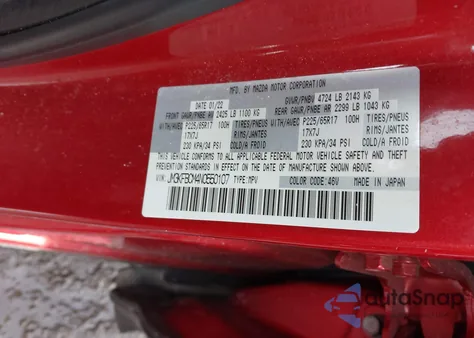 MFD. BY MAZDA MOTOR CORPORATION
DATE 01/22 GVWR/PNBV 4724 LB 2143 KG
FRONT GAWR/PNBE AV 2425 LB 1100 KG REAR GAWR/PNBE AR 2299 LB 1043 KG
WITH/AVEC P225/65R17 100H TIRES/PNEUS WITH/AVEC P225/65R17 100H TIRES/PNEUS
17X7J RIMS/JANTES 17X7J RIMS/JANTES
230 KPA/34 PSI COLD/A FROID 230 KPA/34 PSI COLD/A FROID
THIS VEHICLE CONFORMS TO ALL APPLICABLE FEDERAL MOTOR VEHICLE SAFETY, BUMPER
AND THEFT PREVENTION STANDARDS IN EFFECT ON THE DATE OF
MANUFACTURE SHOWN ABOVE.
VIN: JM3KFBCM4N0550107 TYPE:MPV COLOR CODE:46V MADE IN JAPAN
AutoSnap